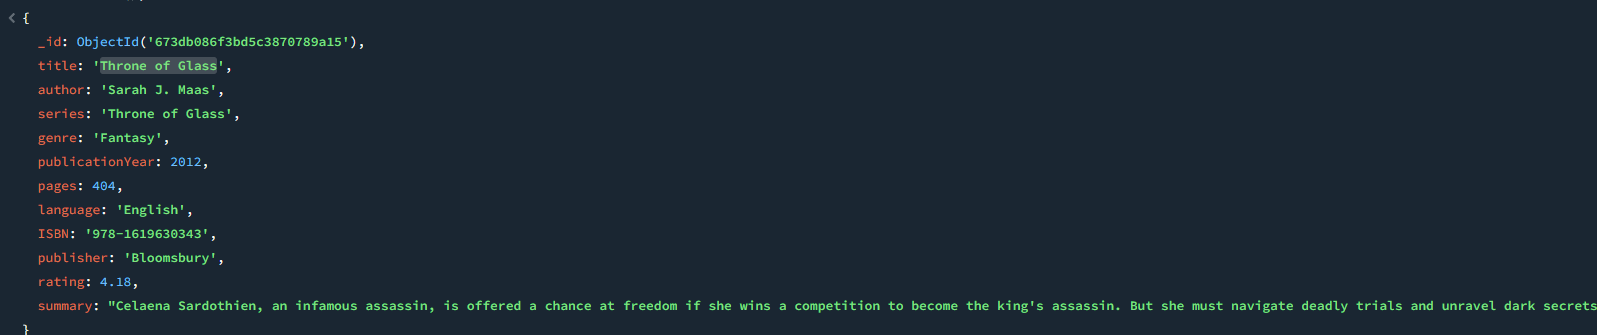 {
_id: ObjectId('673db086f3bd5c3870789a15'),
title: 'Throne of Glass',
author: 'Sarah J. Maas',
series: 'Throne of Glass',
genre: 'Fantasy',
publicationYear: 2012,
pages: 404,
language: 'English',
ISBN: '978-1619630343',
publisher: 'Bloomsbury',
rating: 4.18,
summary: "Celaena Sardothien, an infamous assassin, is offered a chance at freedom if she wins a competition to become the king's assassin. But she must navigate deadly trials and unravel dark secrets
}